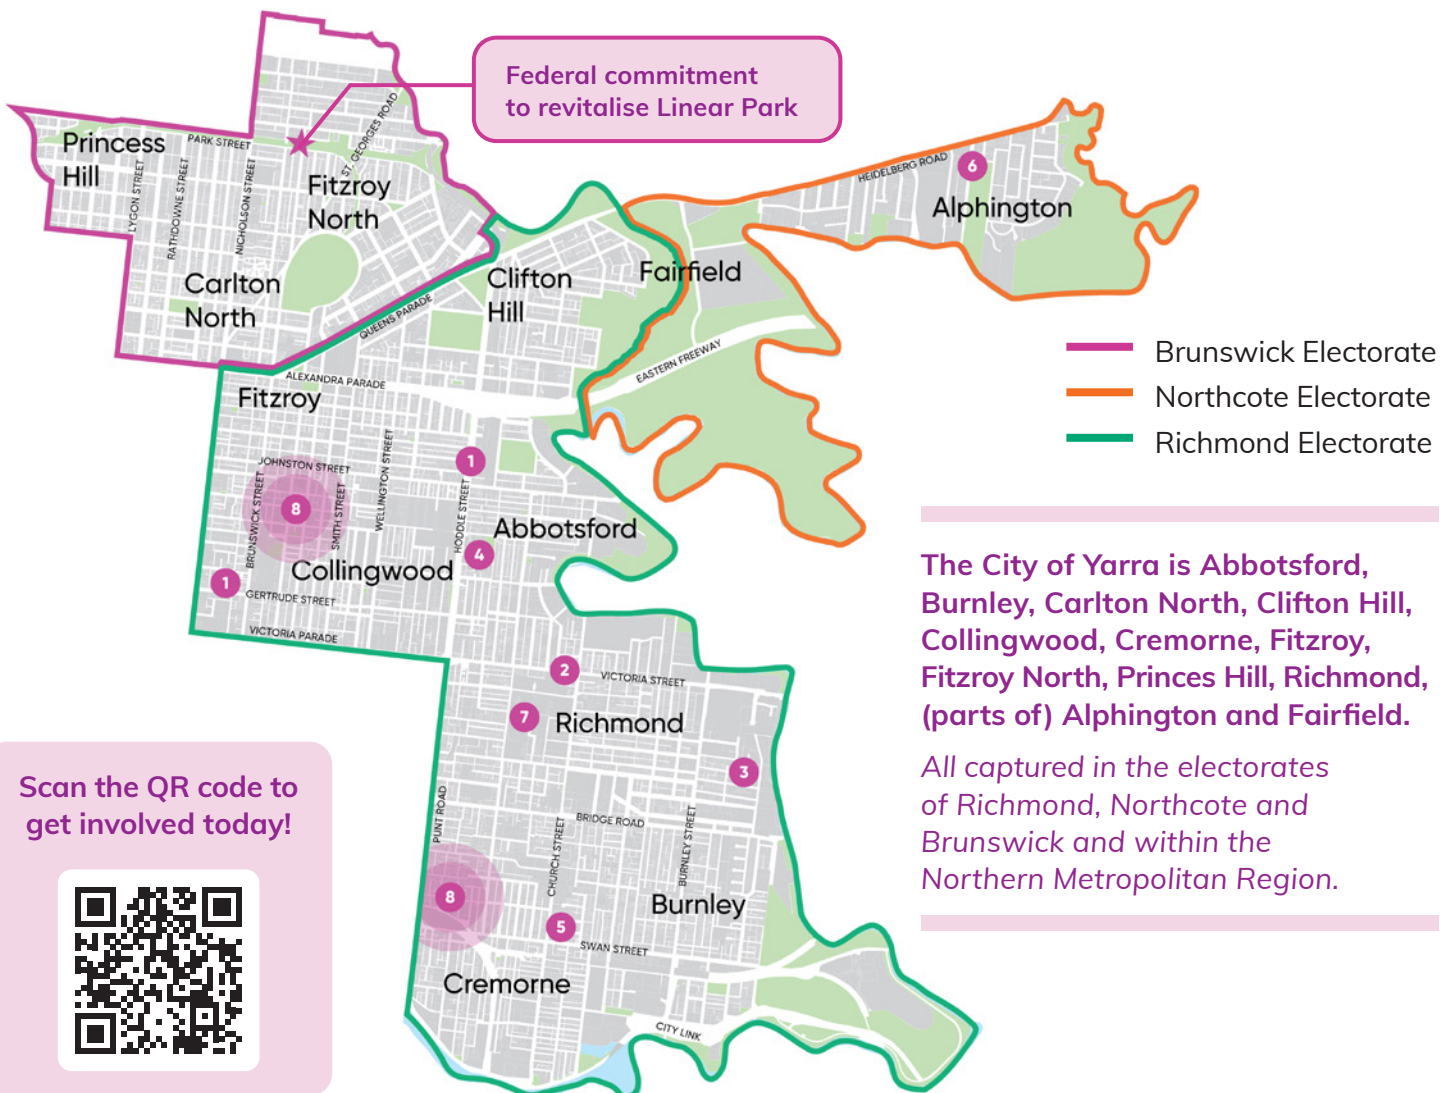 Federal commitment
to revitalise Linear Park
Princess
Hill
PARK STREET
ST. GEORGES ROAD
LYGON STREET
RATHDOWNE STREET
NICHOLSON STREET
Fitzroy
North
Carlton
North
QUEENS PARADE
Clifton
Hill
Fairfield
HEIDELBERG ROAD
6
Alphington
EASTERN FREEWAY
ALEXANDRA PARADE
Fitzroy
JOHNSTON STREET
BRUNSWICK STREET
8
SMITH STREET
WELLINGTON STREET
1
HODDLE STREET
Abbotsford
4
Collingwood
1
GERTRUDE STREET
VICTORIA PARADE
2
VICTORIA STREET
7
Richmond
3
PUNT ROAD
BRIDGE ROAD
CHURCH STREET
BURNLEY STREET
8
Burnley
5
SWAN STREET
Cremorne
CITY LINK
Brunswick Electorate
Northcote Electorate
Richmond Electorate
The City of Yarra is Abbotsford,
Burnley, Carlton North, Clifton Hill,
Collingwood, Cremorne, Fitzroy,
Fitzroy North, Princes Hill, Richmond,
(parts of) Alphington and Fairfield.
All captured in the electorates
of Richmond, Northcote and
Brunswick and within the
Northern Metropolitan Region.
Scan the QR code to
get involved today!